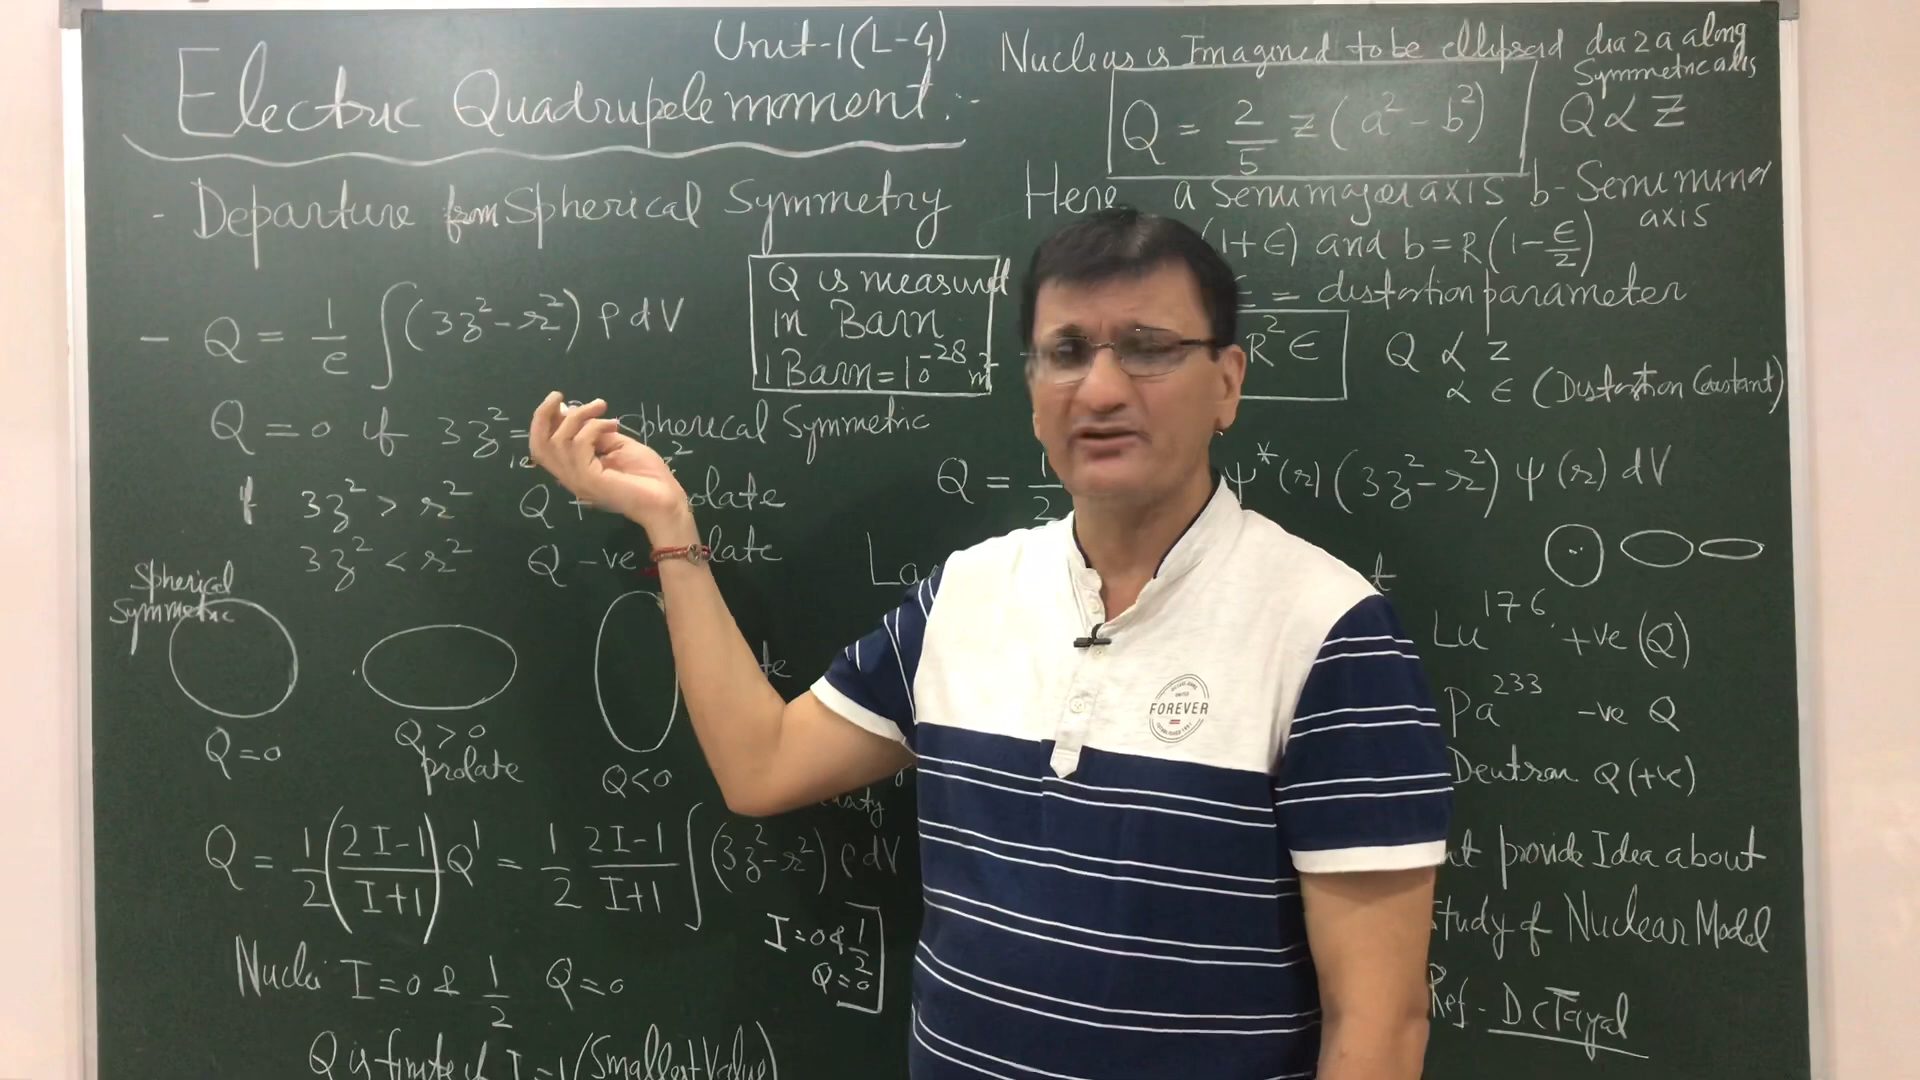 Unit-1(L-4)
Electric Quadrupole moment:-
- Departure from Spherical Symmetry
- Q = 1/e ∫(3z² - r²) ρ dV
Q is measured
in Barn
1 Barn = 10⁻²⁸ m²
Q = 0 if 3z² = spherical Symmetric
If 3z² > r² Q +
3z² < r² Q -ve
Spherical
Symmetric
Q=0
Q>0
prolate
Q<0
Q = 1/2 (2I-1/I+1) Q' = 1/2 2I-1/I+1 ∫(3z²-r²) ρ dV
I=0 & 1/2
Q=0
Nuclei I=0 & 1/2 Q=0
Q is finite if I=1 (Smallest Value)
Nucleus is Imagined to be ellipsoid dia 2a along
Symmetric axis
Q = 2/5 Z(a² - b²)
Q ∝ Z
Here a Semimajor axis b - Semi minor
axis
(1+ϵ) and b=R(1-ϵ/2)
ϵ = distortion parameter
R²ϵ
Q ∝ Z
∝ ϵ (Distortion Constant)
Q = 1/2 ψ*(r) (3z²-r²) ψ(r) dV
Lu¹⁷⁶ +ve (Q)
Pa²³³ -ve Q
Deutron Q(+ve)
provide Idea about
Study of Nuclear Model
Ref - D C Tayal
FOREVER